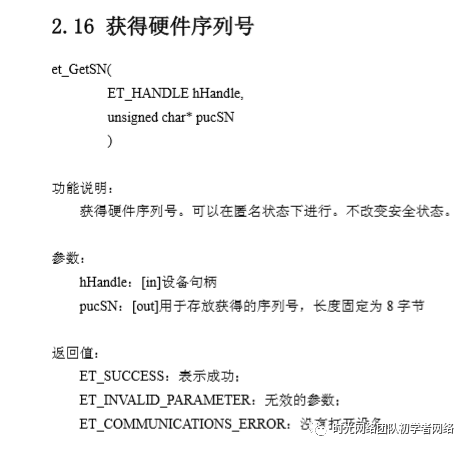 2.16 获得硬件序列号
et_GetSN(
ET_HANDLE hHandle,
unsigned char* pucSN
)
功能说明：
获得硬件序列号。可以在匿名状态下进行。不改变安全状态。
参数：
hHandle：[in]设备句柄
pucSN：[out]用于存放获得的序列号，长度固定为 8 字节
返回值：
ET_SUCCESS：表示成功；
ET_INVALID_PARAMETER：无效的参数；
ET_COMMUNICATIONS_ERROR：没有打开设备
时光网络团队初学者网络